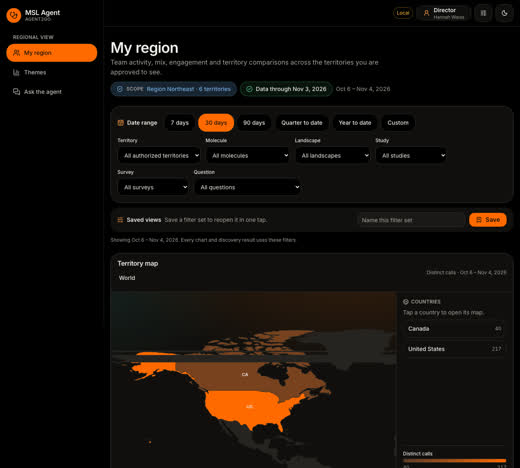 MSL Agent
AGENT2GO
REGIONAL VIEW
My region
Themes
Ask the agent
Local
Director
Hannah Weiss
My region
Team activity, mix, engagement and territory comparisons across the territories you are
approved to see.
SCOPE Region Northeast · 6 territories
Data through Nov 3, 2026
Oct 6 – Nov 4, 2026
Date range
7 days
30 days
90 days
Quarter to date
Year to date
Custom
Territory
Molecule
Landscape
Study
All authorized territories
All molecules
All landscapes
All studies
Survey
Question
All surveys
All questions
Saved views
Save a filter set to reopen it in one tap.
Name this filter set
Save
Showing Oct 6 – Nov 4, 2026. Every chart and discovery result uses these filters
Territory map
World
Distinct calls · Oct 6 – Nov 4, 2026
COUNTRIES
Tap a country to open its map.
Canada 40
United States 217
CA
US
Distinct calls